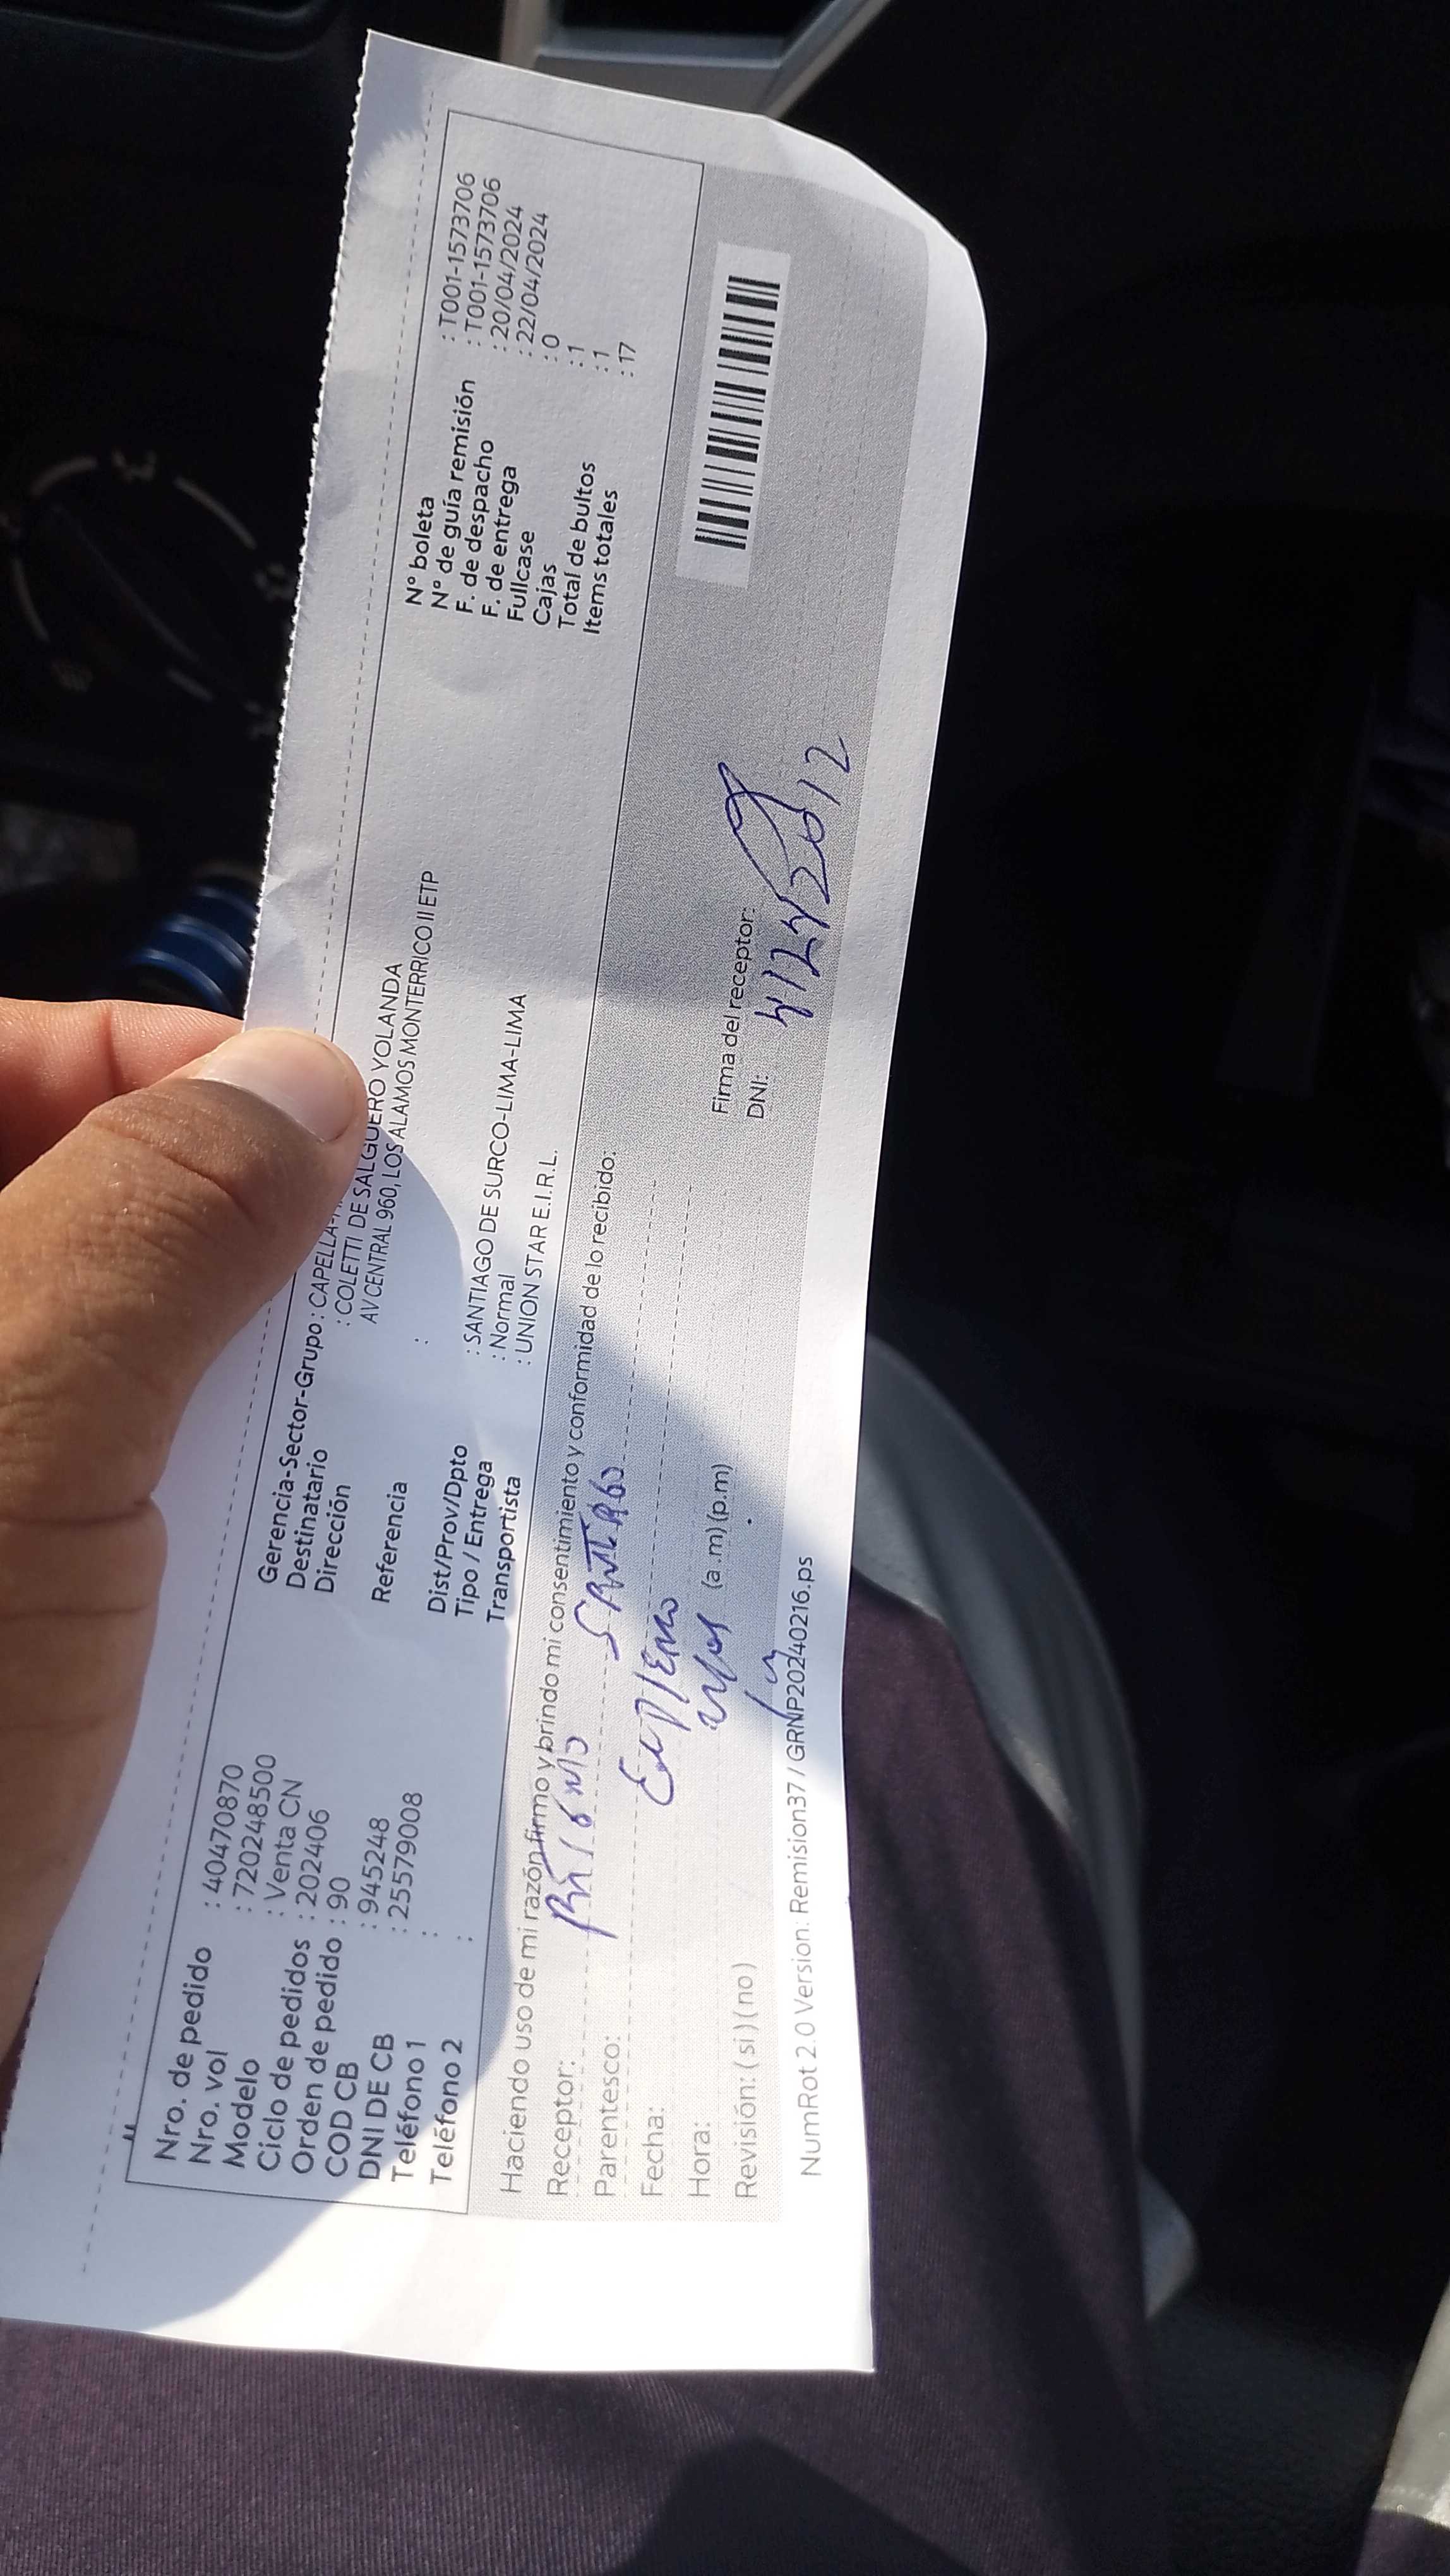 Nro. de pedido : 40470870
Nro. vol : 7202485００
Modelo : Venta CN
Ciclo de pedidos : 202406
Orden de pedido : 90
COD CB : 945248
DNI DE CB : 25579008
Teléfono 1 :
Teléfono 2 :
Gerencia-Sector-Grupo : CAPELLA-
Destinatario : COLETTI DE SALGUERO YOLANDA
Dirección AV CENTRAL 960, LOS ALAMOS MONTERRICO II ETP
Referencia :
Dist/Prov/Dpto : SANTIAGO DE SURCO-LIMA-LIMA
Tipo / Entrega : Normal
Transportista : UNION STAR E.I.R.L.
N° boleta : T001-1573706
N° de guía remisión : T001-1573706
F. de despacho : 20/04/2024
F. de entrega : 22/04/2024
Fullcase : 0
Cajas : 1
Total de bultos : 1
Items totales : 17
Haciendo uso de mi razón firmo y brindo mi consentimiento y conformidad de lo recibido:
Receptor: SANTIAGO
Parentesco:
Fecha:
Hora: (a.m) (p.m)
Revisión: ( si ) ( no )
Firma del receptor:
DNI:
NumRot 2.0 Version: Remision37 / GRNP20240216.ps